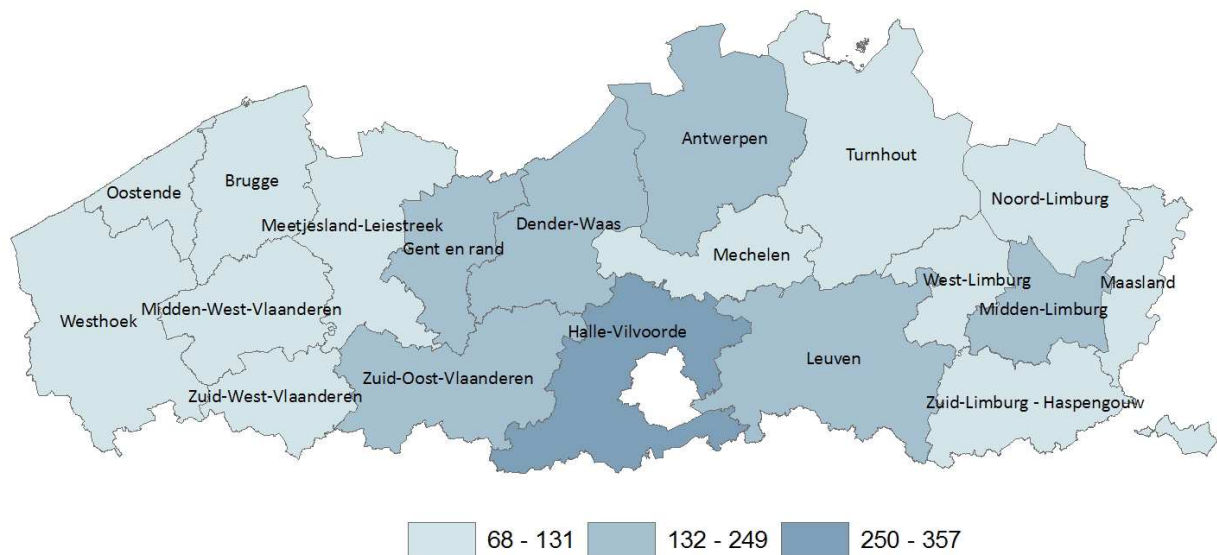 Antwerpen
Turnhout
Oostende
Brugge
Noord-Limburg
Meetjesland-Leiestreek
Dender-Waas
Gent en rand
Mechelen
West-Limburg
Maasland
Midden-West-Vlaanderen
Midden-Limburg
Westhoek
Halle-Vilvoorde
Leuven
Zuid-Oost-Vlaanderen
Zuid-West-Vlaanderen
Zuid-Limburg - Haspengouw
68 - 131
132 - 249
250 - 357